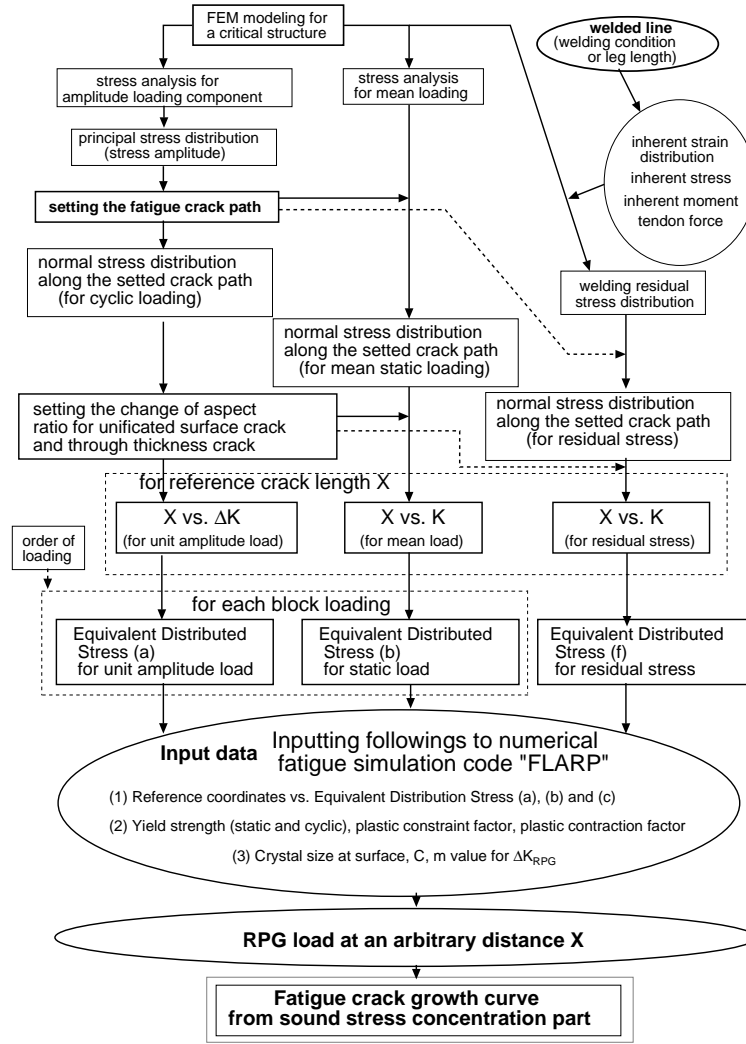 FEM modeling for
a critical structure
welded line
(welding condition
or leg length)
stress analysis for
amplitude loading component
stress analysis
for mean loading
principal stress distribution
(stress amplitude)
inherent strain
distribution
inherent stress
inherent moment
tendon force
setting the fatigue crack path
normal stress distribution
along the setted crack path
(for cyclic loading)
welding residual
stress distribution
normal stress distribution
along the setted crack path
(for mean static loading)
setting the change of aspect
ratio for unificated surface crack
and through thickness crack
normal stress distribution
along the setted crack path
(for residual stress)
for reference crack length X
X vs. ΔK
(for unit amplitude load)
X vs. K
(for mean load)
X vs. K
(for residual stress)
order of
loading
for each block loading
Equivalent Distributed
Stress (a)
for unit amplitude load
Equivalent Distributed
Stress (b)
for static load
Equivalent Distributed
Stress (f)
for residual stress
Input data Inputting followings to numerical
fatigue simulation code "FLARP"
(1) Reference coordinates vs. Equivalent Distribution Stress (a), (b) and (c)
(2) Yield strength (static and cyclic), plastic constraint factor, plastic contraction factor
(3) Crystal size at surface, C, m value for ΔKRPG
RPG load at an arbitrary distance X
Fatigue crack growth curve
from sound stress concentration part